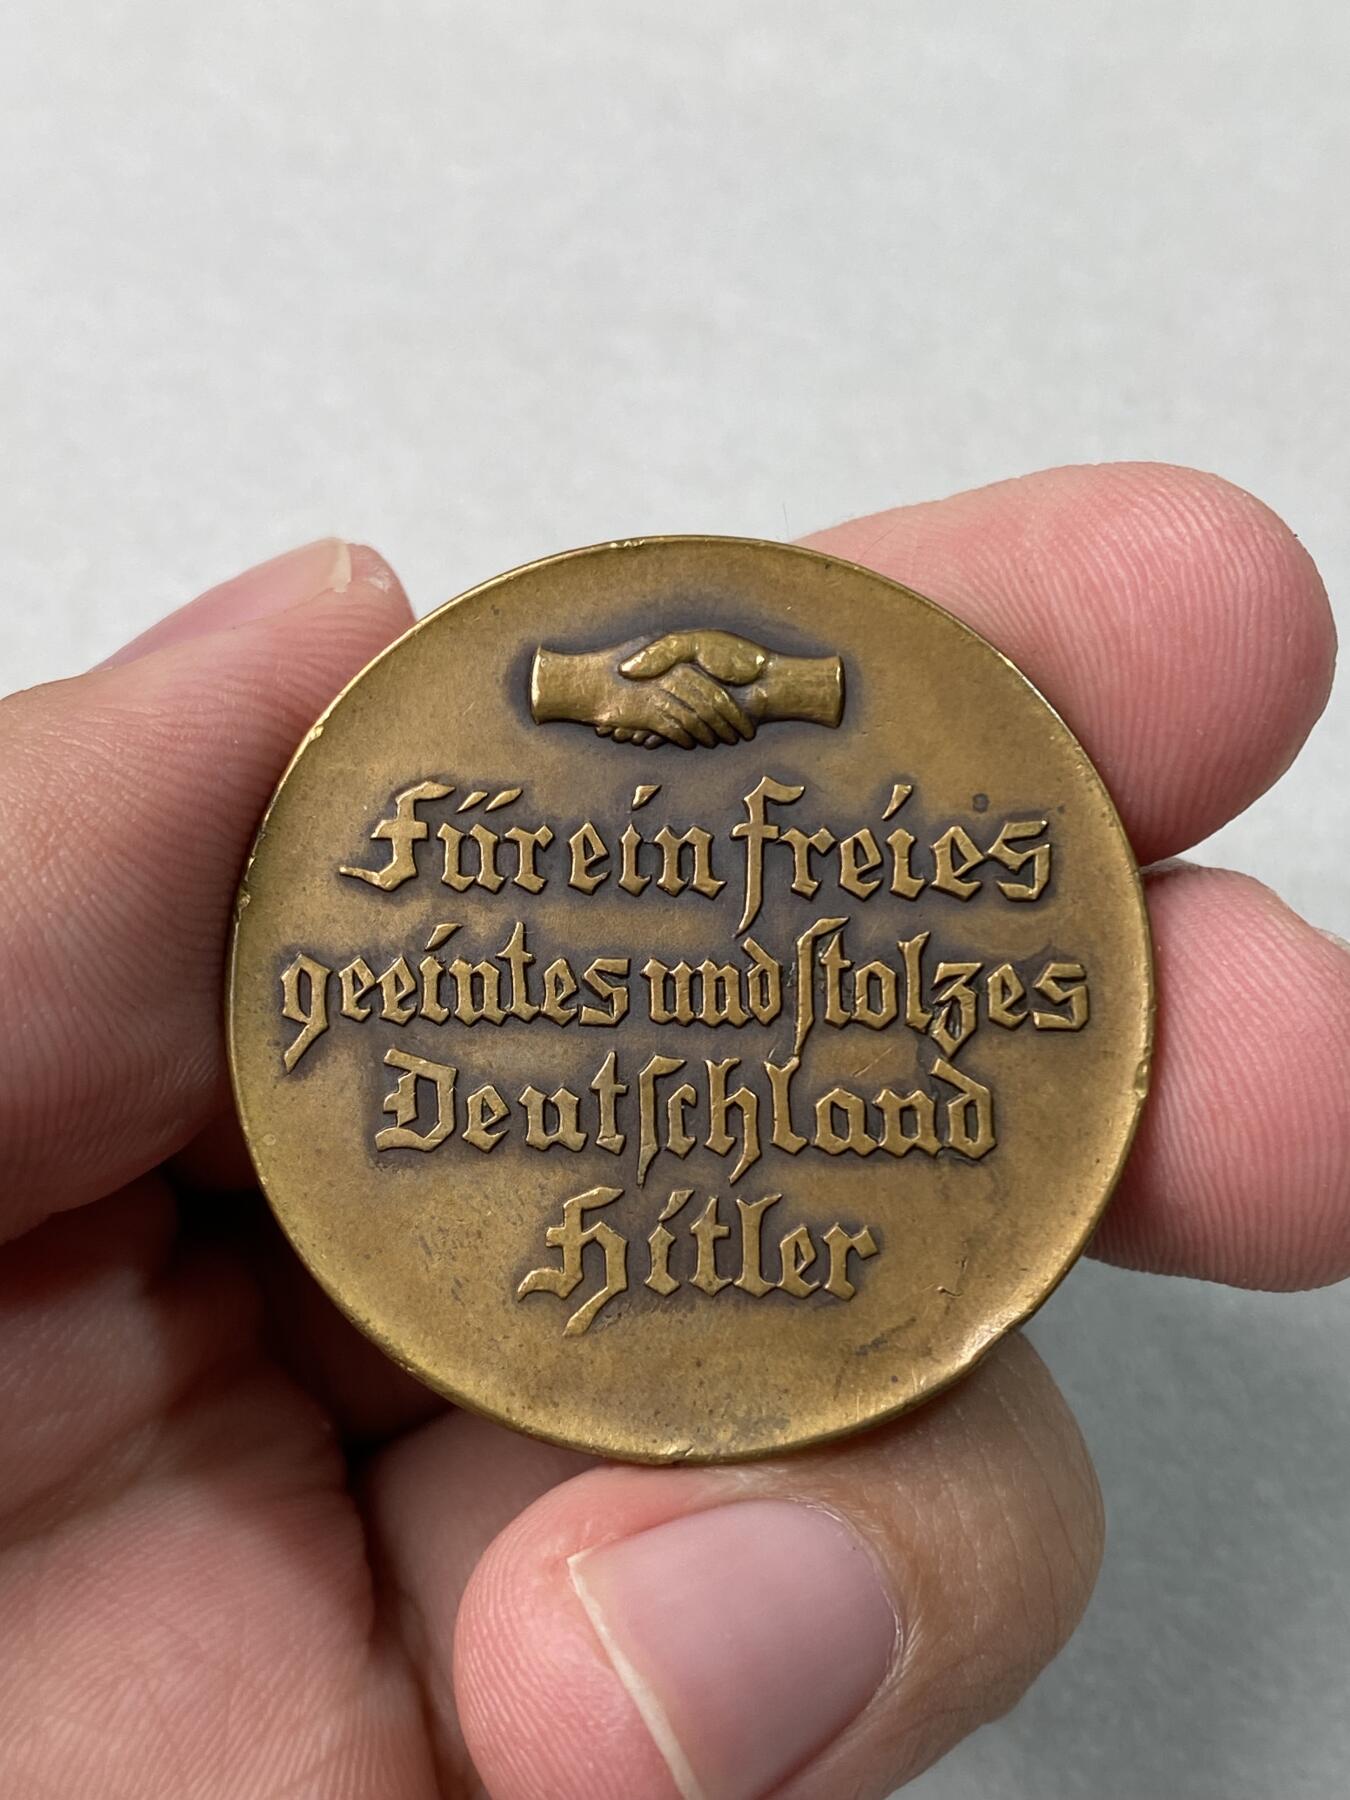 Für ein freies
geeintes und stolzes
Deutschland
Hitler